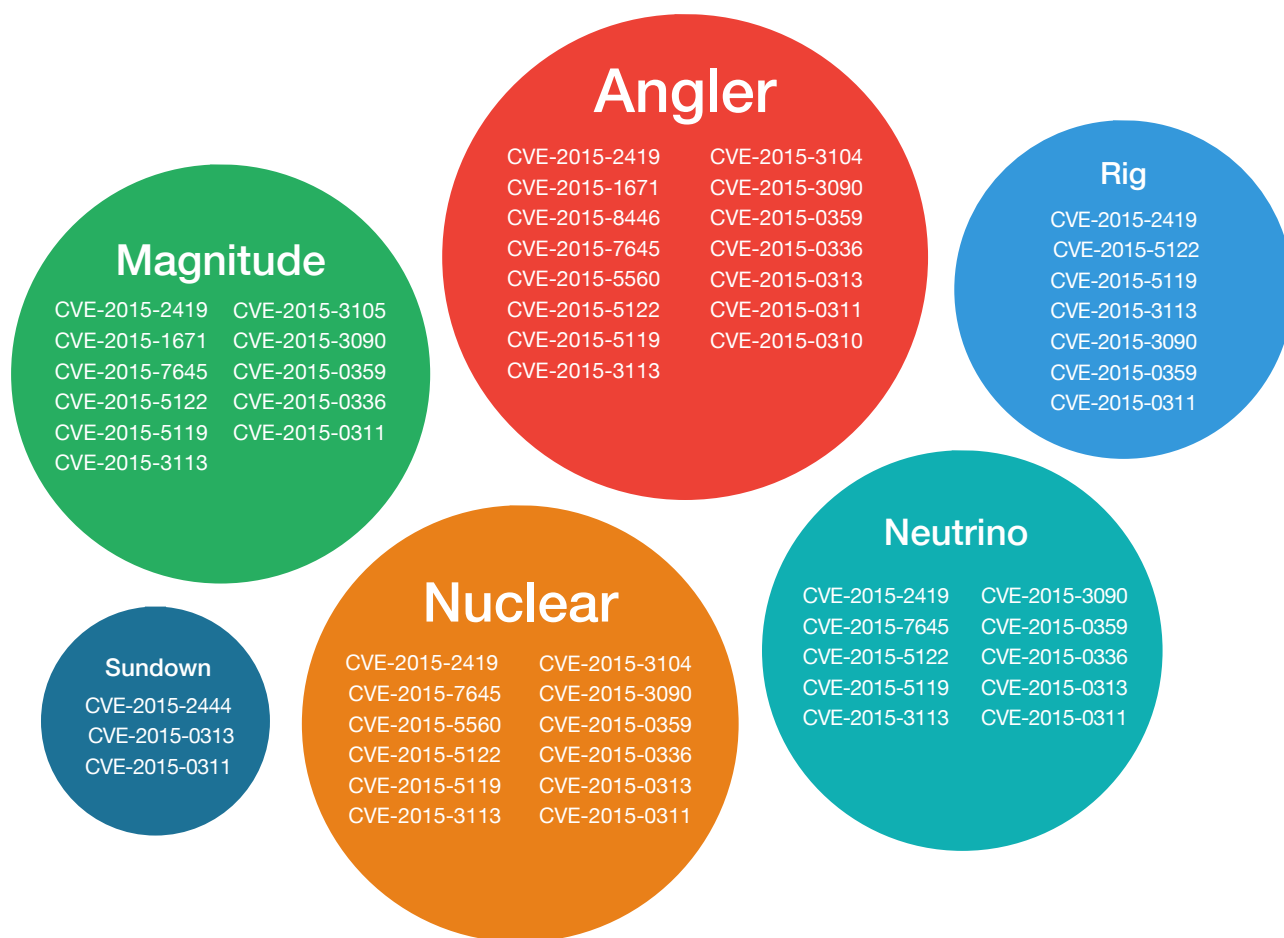 Angler
CVE-2015-2419 CVE-2015-3104
CVE-2015-1671 CVE-2015-3090
CVE-2015-8446 CVE-2015-0359
CVE-2015-7645 CVE-2015-0336
CVE-2015-5560 CVE-2015-0313
CVE-2015-5122 CVE-2015-0311
CVE-2015-5119 CVE-2015-0310
CVE-2015-3113
Rig
CVE-2015-2419
CVE-2015-5122
CVE-2015-5119
CVE-2015-3113
CVE-2015-3090
CVE-2015-0359
CVE-2015-0311
Magnitude
CVE-2015-2419 CVE-2015-3105
CVE-2015-1671 CVE-2015-3090
CVE-2015-7645 CVE-2015-0359
CVE-2015-5122 CVE-2015-0336
CVE-2015-5119 CVE-2015-0311
CVE-2015-3113
Neutrino
CVE-2015-2419 CVE-2015-3090
CVE-2015-7645 CVE-2015-0359
CVE-2015-5122 CVE-2015-0336
CVE-2015-5119 CVE-2015-0313
CVE-2015-3113 CVE-2015-0311
Nuclear
CVE-2015-2419 CVE-2015-3104
CVE-2015-7645 CVE-2015-3090
CVE-2015-5560 CVE-2015-0359
CVE-2015-5122 CVE-2015-0336
CVE-2015-5119 CVE-2015-0313
CVE-2015-3113 CVE-2015-0311
Sundown
CVE-2015-2444
CVE-2015-0313
CVE-2015-0311